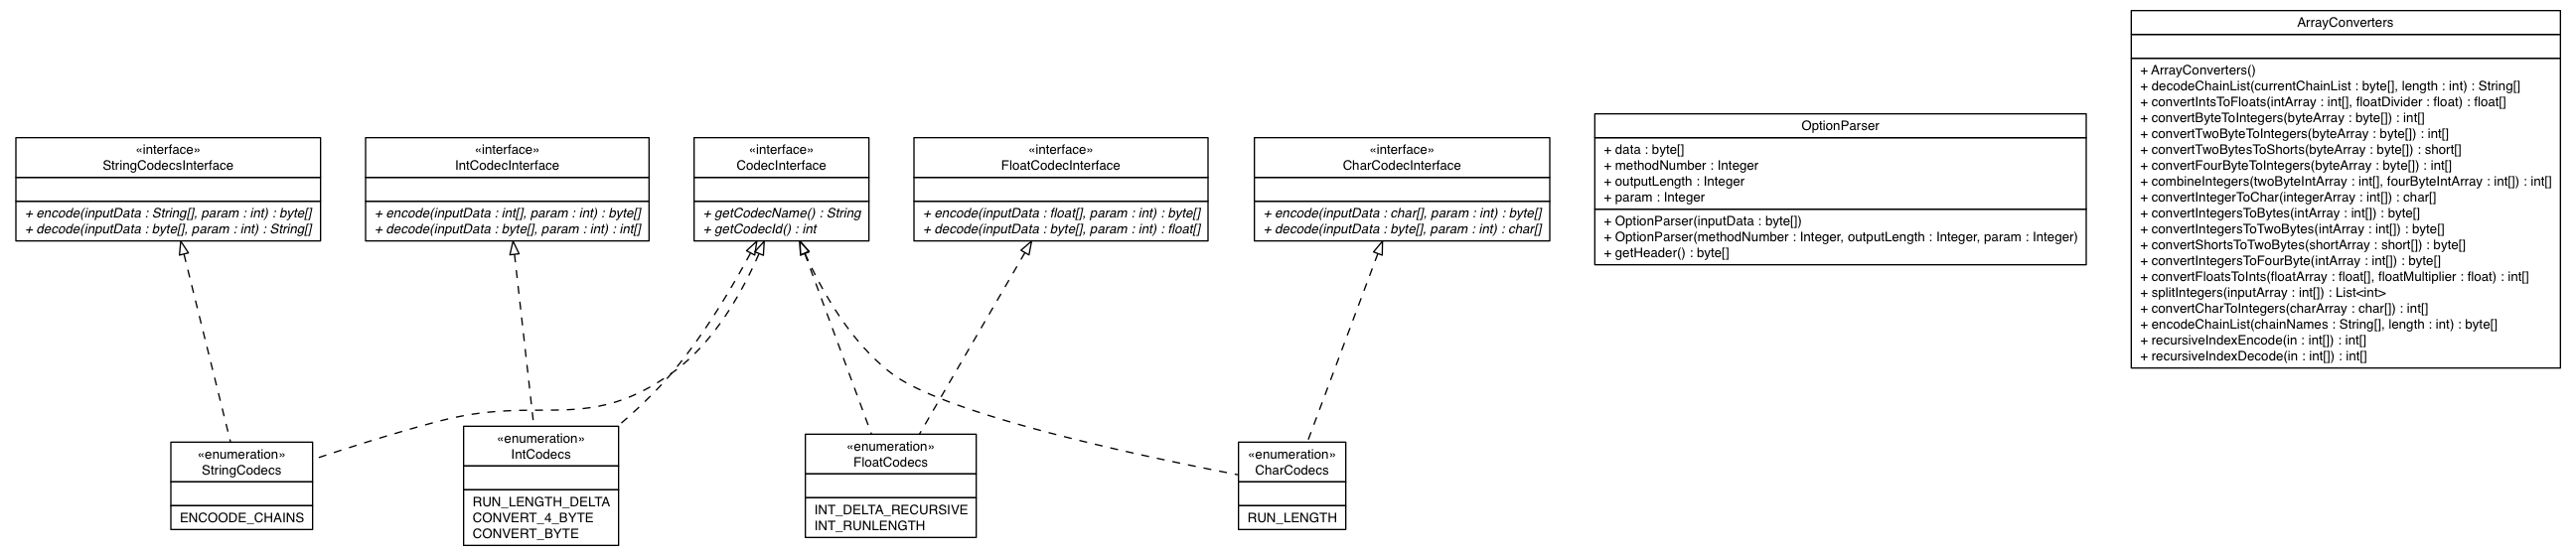 «interface»
StringCodecsInterface
+ encode(inputData : String[], param : int) : byte[]
+ decode(inputData : byte[], param : int) : String[]
«interface»
IntCodecInterface
+ encode(inputData : int[], param : int) : byte[]
+ decode(inputData : byte[], param : int) : int[]
«interface»
CodecInterface
+ getCodecName() : String
+ getCodecId() : int
«interface»
FloatCodecInterface
+ encode(inputData : float[], param : int) : byte[]
+ decode(inputData : byte[], param : int) : float[]
«interface»
CharCodecInterface
+ encode(inputData : char[], param : int) : byte[]
+ decode(inputData : byte[], param : int) : char[]
OptionParser
+ data : byte[]
+ methodNumber : Integer
+ outputLength : Integer
+ param : Integer
+ OptionParser(inputData : byte[])
+ OptionParser(methodNumber : Integer, outputLength : Integer, param : Integer)
+ getHeader() : byte[]
ArrayConverters
+ ArrayConverters()
+ decodeChainList(currentChainList : byte[], length : int) : String[]
+ convertIntsToFloats(intArray : int[], floatDivider : float) : float[]
+ convertByteToIntegers(byteArray : byte[]) : int[]
+ convertTwoByteToIntegers(byteArray : byte[]) : int[]
+ convertTwoBytesToShorts(byteArray : byte[]) : short[]
+ convertFourByteToIntegers(byteArray : byte[]) : int[]
+ combineIntegers(twoByteIntArray : int[], fourByteIntArray : int[]) : int[]
+ convertIntegerToChar(integerArray : int[]) : char[]
+ convertIntegersToBytes(intArray : int[]) : byte[]
+ convertIntegersToTwoBytes(intArray : int[]) : byte[]
+ convertShortsToTwoBytes(shortArray : short[]) : byte[]
+ convertIntegersToFourByte(intArray : int[]) : byte[]
+ convertFloatsToInts(floatArray : float[], floatMultiplier : float) : int[]
+ splitIntegers(inputArray : int[]) : List<int>
+ convertCharToIntegers(charArray : char[]) : int[]
+ encodeChainList(chainNames : String[], length : int) : byte[]
+ recursiveIndexEncode(in : int[]) : int[]
+ recursiveIndexDecode(in : int[]) : int[]
«enumeration»
StringCodecs
ENCOODE_CHAINS
«enumeration»
IntCodecs
RUN_LENGTH_DELTA
CONVERT_4_BYTE
CONVERT_BYTE
«enumeration»
FloatCodecs
INT_DELTA_RECURSIVE
INT_RUNLENGTH
«enumeration»
CharCodecs
RUN_LENGTH